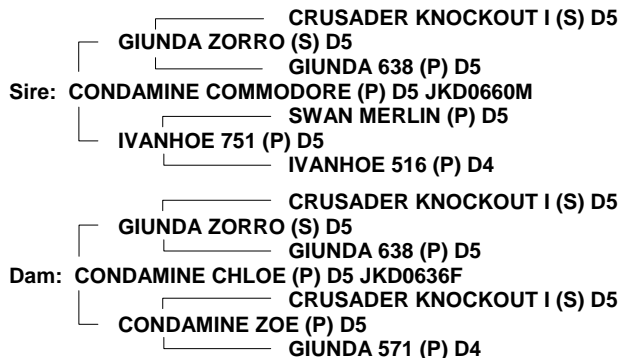 CRUSADER KNOCKOUT I (S) D5
GIUNDA ZORRO (S) D5
GIUNDA 638 (P) D5
Sire: CONDAMINE COMMODORE (P) D5 JKD0660M
SWAN MERLIN (P) D5
IVANHOE 751 (P) D5
IVANHOE 516 (P) D4
CRUSADER KNOCKOUT I (S) D5
GIUNDA ZORRO (S) D5
GIUNDA 638 (P) D5
Dam: CONDAMINE CHLOE (P) D5 JKD0636F
CRUSADER KNOCKOUT I (S) D5
CONDAMINE ZOE (P) D5
GIUNDA 571 (P) D4